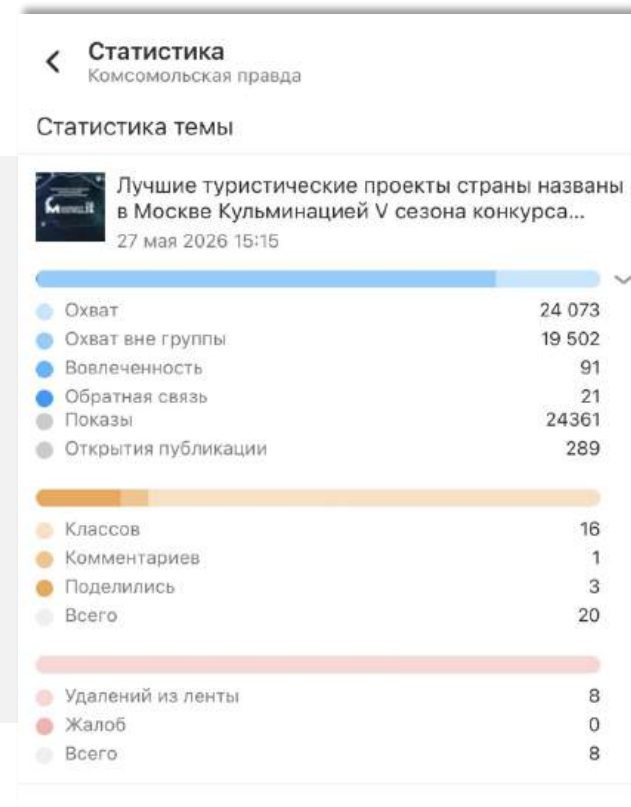 Статистика
Комсомольская правда
Статистика темы
Лучшие туристические проекты страны названы
в Москве Кульминацией V сезона конкурса...
27 мая 2026 15:15
Охват 24 073
Охват вне группы 19 502
Вовлеченность 91
Обратная связь 21
Показы 24361
Открытия публикации 289
Классов 16
Комментариев 1
Поделились 3
Всего 20
Удалений из ленты 8
Жалоб 0
Всего 8